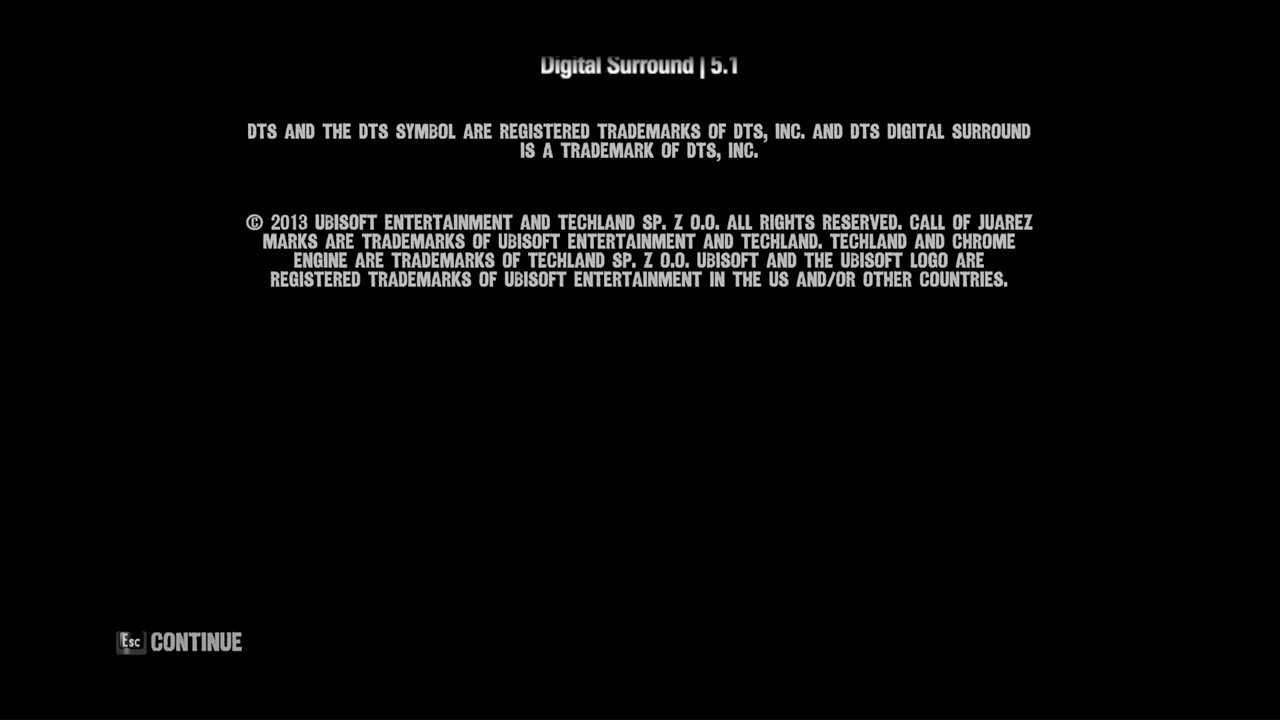 Digital Surround | 5.1
DTS AND THE DTS SYMBOL ARE REGISTERED TRADEMARKS OF DTS, INC. AND DTS DIGITAL SURROUND
IS A TRADEMARK OF DTS, INC.
© 2013 UBISOFT ENTERTAINMENT AND TECHLAND SP. Z O.O. ALL RIGHTS RESERVED. CALL OF JUAREZ
MARKS ARE TRADEMARKS OF UBISOFT ENTERTAINMENT AND TECHLAND. TECHLAND AND CHROME
ENGINE ARE TRADEMARKS OF TECHLAND SP. Z O.O. UBISOFT AND THE UBISOFT LOGO ARE
REGISTERED TRADEMARKS OF UBISOFT ENTERTAINMENT IN THE US AND/OR OTHER COUNTRIES.
Esc CONTINUE